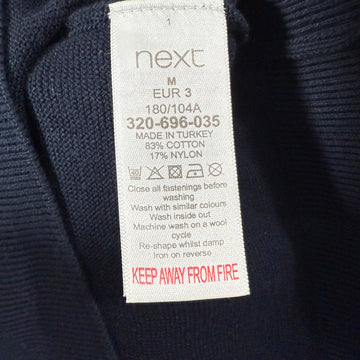 1
next
M
EUR 3
180/104A
320-696-035
MADE IN TURKEY
83% COTTON
17% NYLON
40
Close all fastenings before
washing
Wash with similar colours
Wash inside out
Machine wash on a wool
cycle
Re-shape whilst damp
Iron on reverse
KEEP AWAY FROM FIRE